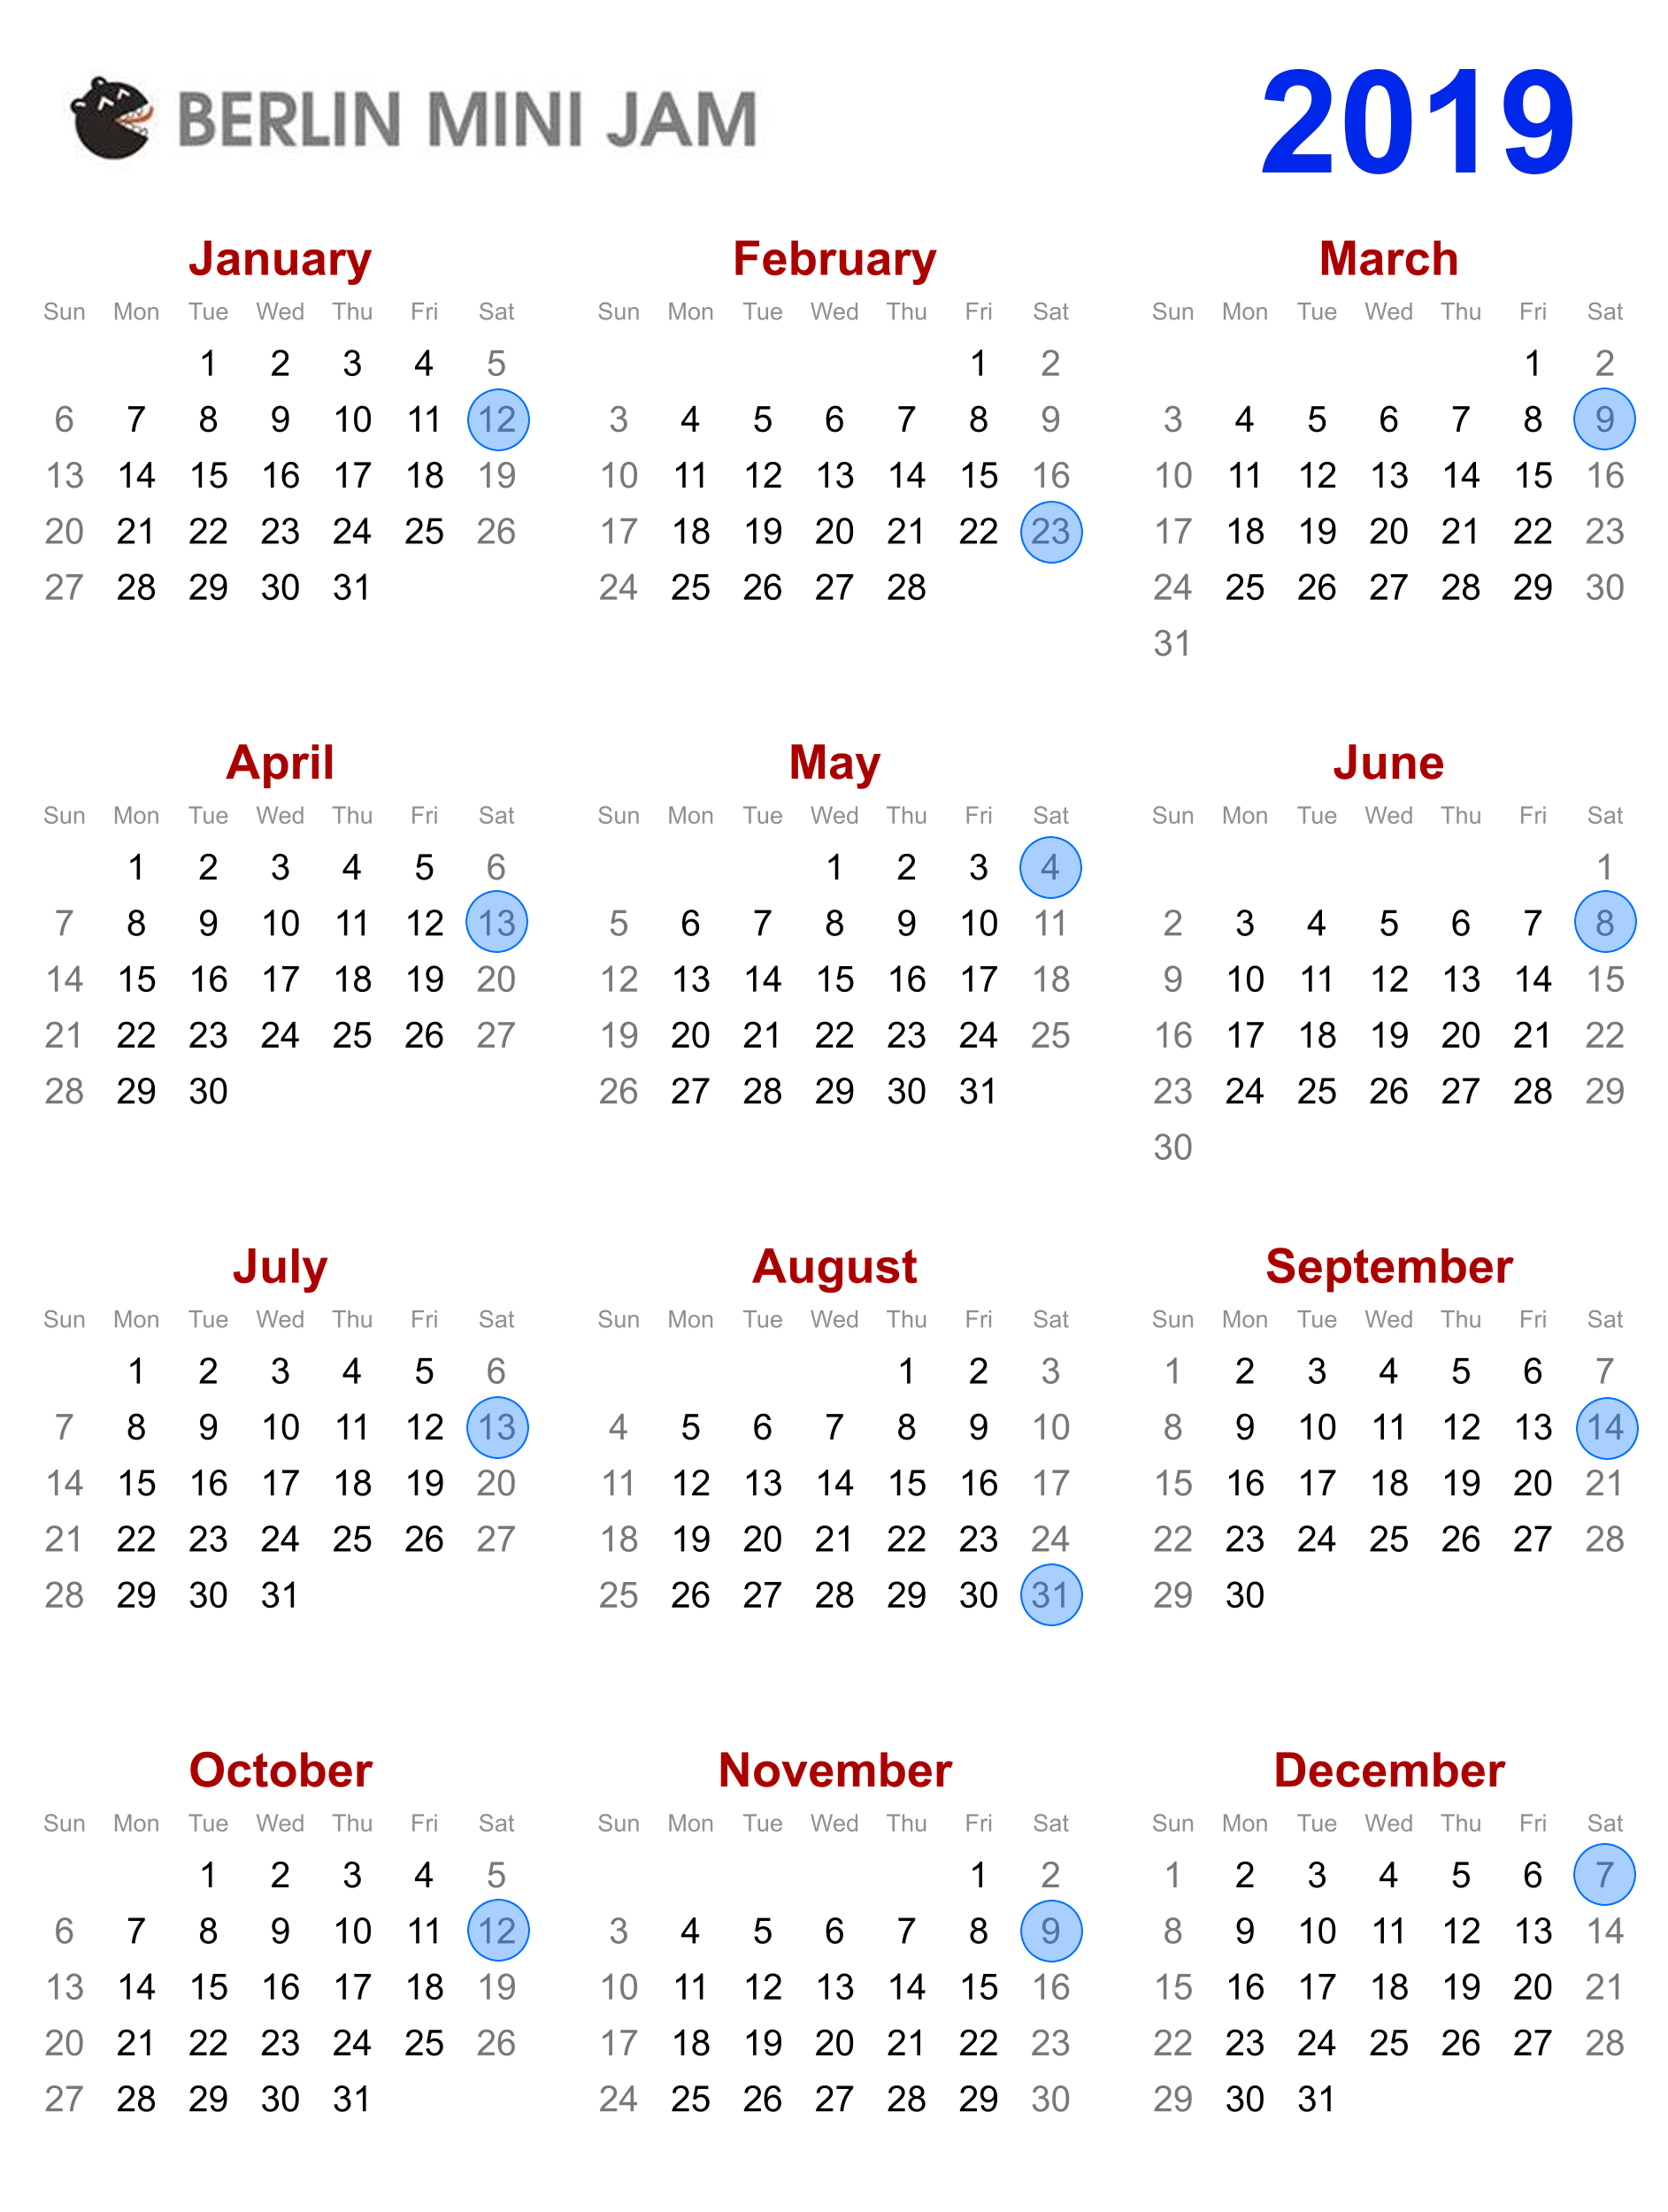 BERLIN MINI JAM 2019
January
Sun Mon Tue Wed Thu Fri Sat
1 2 3 4 5
6 7 8 9 10 11 12
13 14 15 16 17 18 19
20 21 22 23 24 25 26
27 28 29 30 31
February
Sun Mon Tue Wed Thu Fri Sat
1 2
3 4 5 6 7 8 9
10 11 12 13 14 15 16
17 18 19 20 21 22 23
24 25 26 27 28
March
Sun Mon Tue Wed Thu Fri Sat
1 2
3 4 5 6 7 8 9
10 11 12 13 14 15 16
17 18 19 20 21 22 23
24 25 26 27 28 29 30
31
April
Sun Mon Tue Wed Thu Fri Sat
1 2 3 4 5 6
7 8 9 10 11 12 13
14 15 16 17 18 19 20
21 22 23 24 25 26 27
28 29 30
May
Sun Mon Tue Wed Thu Fri Sat
1 2 3 4
5 6 7 8 9 10 11
12 13 14 15 16 17 18
19 20 21 22 23 24 25
26 27 28 29 30 31
June
Sun Mon Tue Wed Thu Fri Sat
1
2 3 4 5 6 7 8
9 10 11 12 13 14 15
16 17 18 19 20 21 22
23 24 25 26 27 28 29
30
July
Sun Mon Tue Wed Thu Fri Sat
1 2 3 4 5 6
7 8 9 10 11 12 13
14 15 16 17 18 19 20
21 22 23 24 25 26 27
28 29 30 31
August
Sun Mon Tue Wed Thu Fri Sat
1 2 3
4 5 6 7 8 9 10
11 12 13 14 15 16 17
18 19 20 21 22 23 24
25 26 27 28 29 30 31
September
Sun Mon Tue Wed Thu Fri Sat
1 2 3 4 5 6 7
8 9 10 11 12 13 14
15 16 17 18 19 20 21
22 23 24 25 26 27 28
29 30
October
Sun Mon Tue Wed Thu Fri Sat
1 2 3 4 5
6 7 8 9 10 11 12
13 14 15 16 17 18 19
20 21 22 23 24 25 26
27 28 29 30 31
November
Sun Mon Tue Wed Thu Fri Sat
1 2
3 4 5 6 7 8 9
10 11 12 13 14 15 16
17 18 19 20 21 22 23
24 25 26 27 28 29 30
December
Sun Mon Tue Wed Thu Fri Sat
1 2 3 4 5 6 7
8 9 10 11 12 13 14
15 16 17 18 19 20 21
22 23 24 25 26 27 28
29 30 31